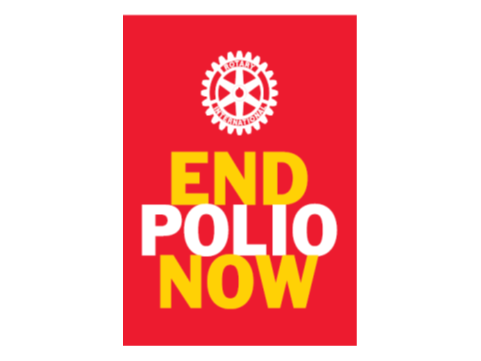 ROTARY
INTERNATIONAL
END
POLIO
NOW